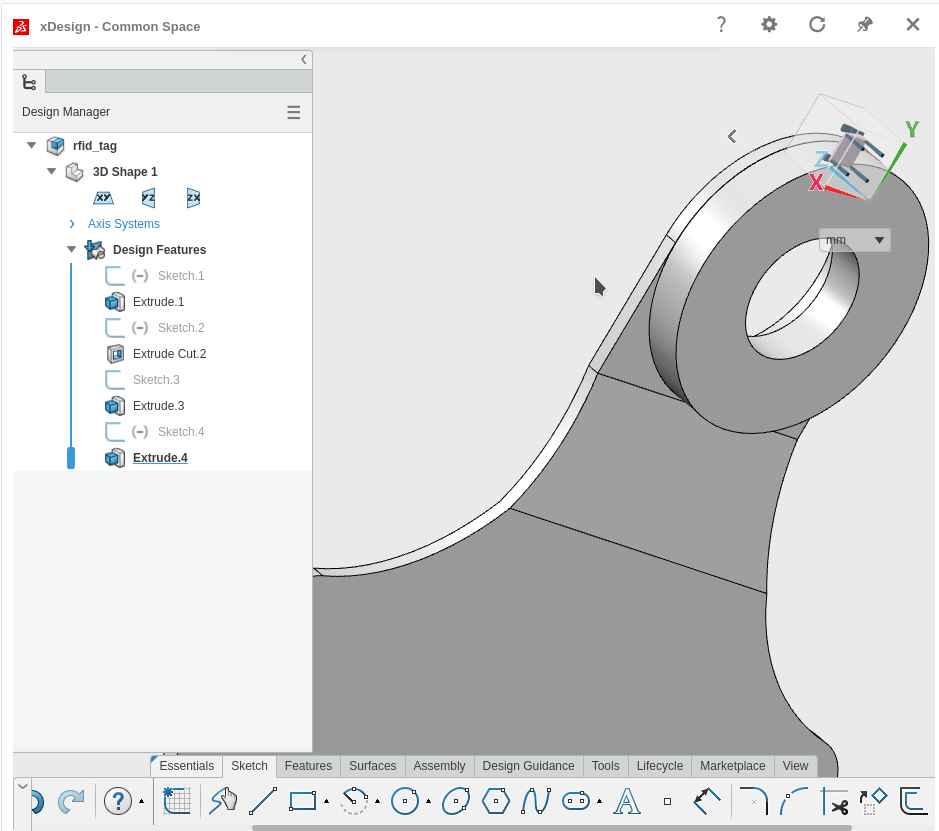 xDesign - Common Space
Design Manager
rfid_tag
3D Shape 1
XY YZ ZX
Axis Systems
Design Features
(-) Sketch.1
Extrude.1
(-) Sketch.2
Extrude Cut.2
Sketch.3
Extrude.3
(-) Sketch.4
Extrude.4
Y
Z
X
mm
Essentials Sketch Features Surfaces Assembly Design Guidance Tools Lifecycle Marketplace View